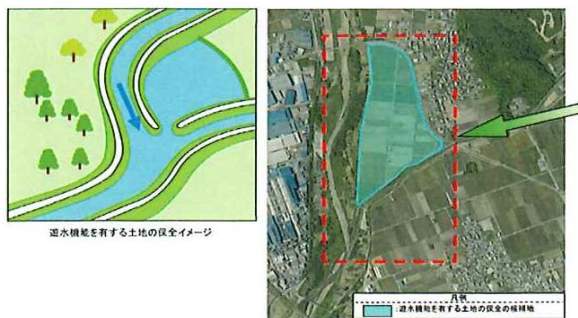 遊水機能を有する土地の保全イメージ
凡例
:遊水機能を有する土地の保全の候補地